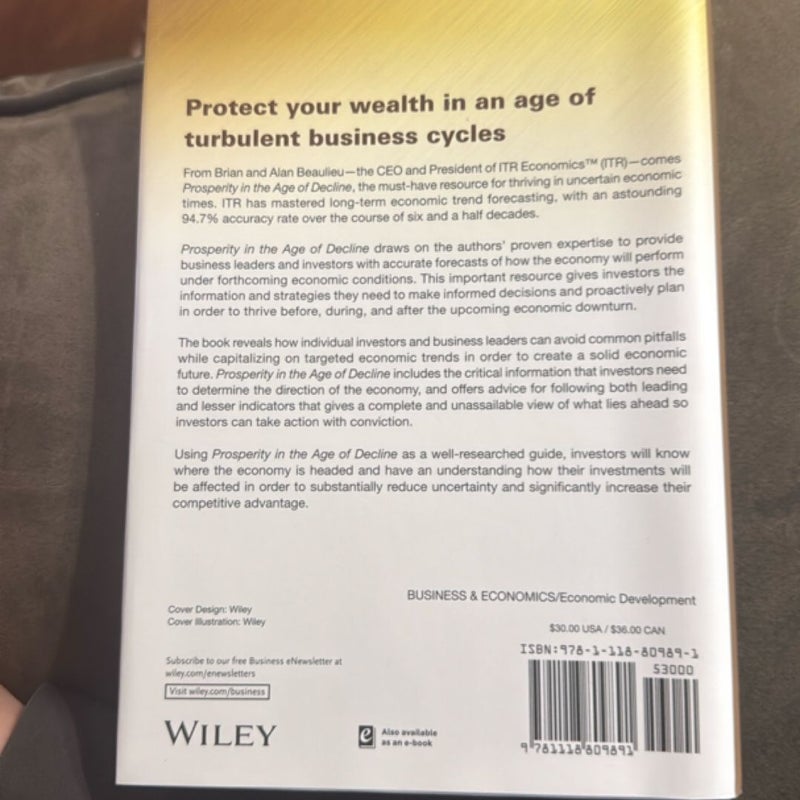 Protect your wealth in an age of
turbulent business cycles
From Brian and Alan Beaulieu—the CEO and President of ITR Economics™ (ITR)—comes
Prosperity in the Age of Decline, the must-have resource for thriving in uncertain economic
times. ITR has mastered long-term economic trend forecasting, with an astounding
94.7% accuracy rate over the course of six and a half decades.
Prosperity in the Age of Decline draws on the authors' proven expertise to provide
business leaders and investors with accurate forecasts of how the economy will perform
under forthcoming economic conditions. This important resource gives investors the
information and strategies they need to make informed decisions and proactively plan
in order to thrive before, during, and after the upcoming economic downturn.
The book reveals how individual investors and business leaders can avoid common pitfalls
while capitalizing on targeted economic trends in order to create a solid economic
future. Prosperity in the Age of Decline includes the critical information that investors need
to determine the direction of the economy, and offers advice for following both leading
and lesser indicators that gives a complete and unassailable view of what lies ahead so
investors can take action with conviction.
Using Prosperity in the Age of Decline as a well-researched guide, investors will know
where the economy is headed and have an understanding how their investments will
be affected in order to substantially reduce uncertainty and significantly increase their
competitive advantage.
BUSINESS & ECONOMICS/Economic Development
Cover Design: Wiley
Cover Illustration: Wiley
$30.00 USA / $36.00 CAN
ISBN:978-1-118-80989-1
53000
Subscribe to our free Business eNewsletter at
wiley.com/enewsletters
Visit wiley.com/business
WILEY
e Also available
as an e-book
9 781118 809891